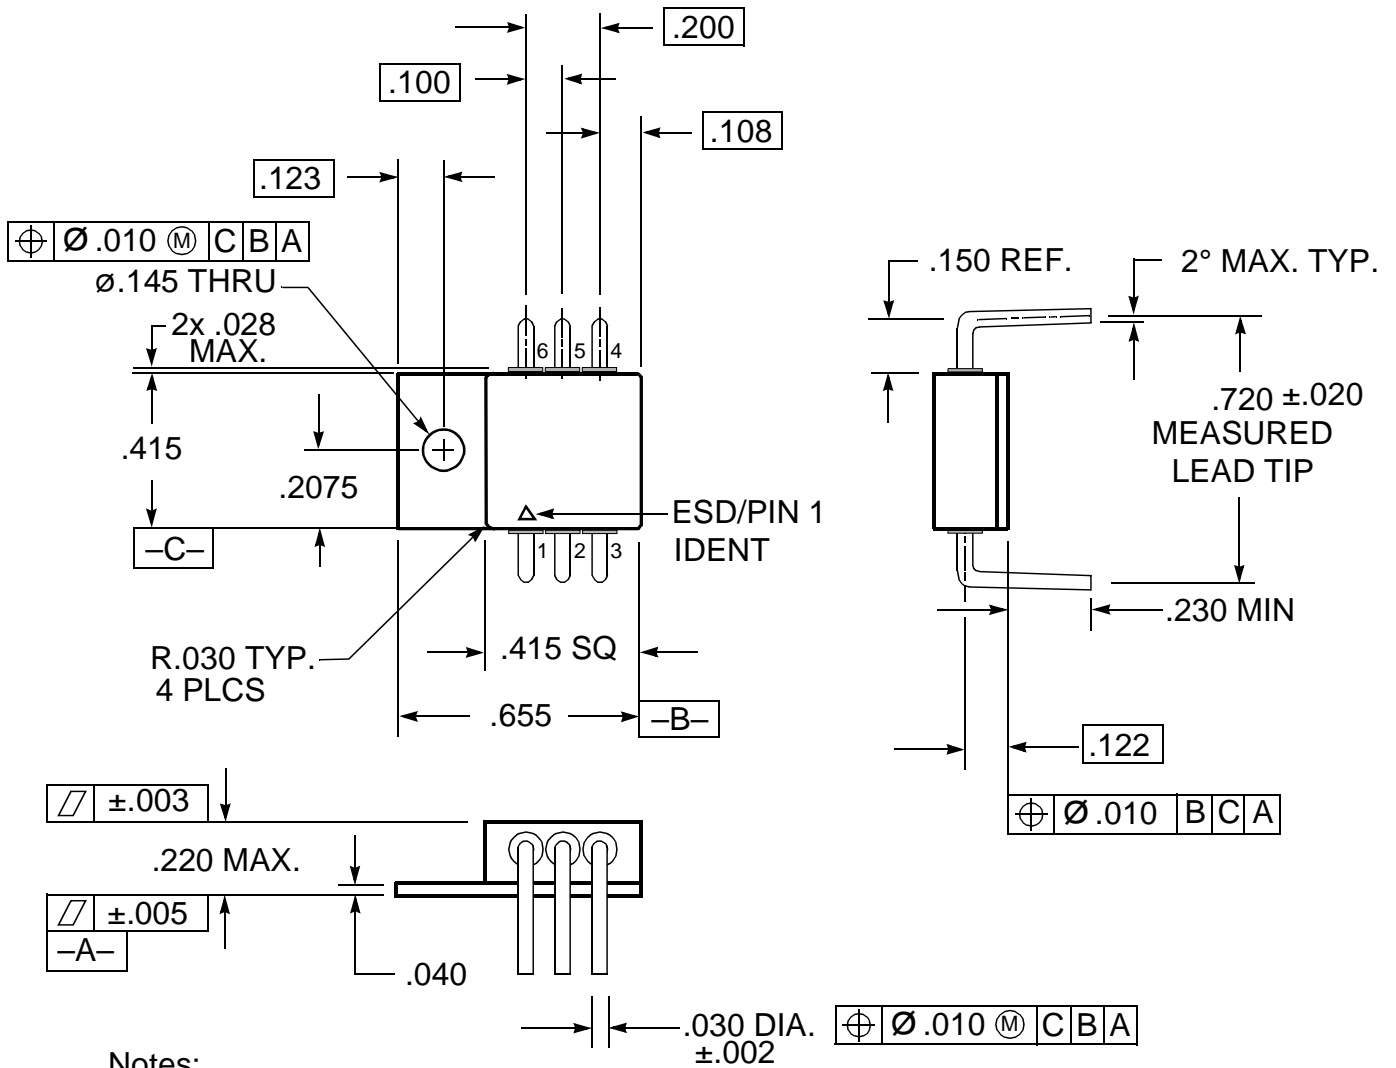 .200
.100
.108
.123
⌖ Ø .010 Ⓜ C B A
ø.145 THRU
2x .028
MAX.
6 5 4
.415
.2075
–C–
ESD/PIN 1
IDENT
1 2 3
R.030 TYP.
4 PLCS
.415 SQ
.655
–B–
.150 REF.
2° MAX. TYP.
.720 ±.020
MEASURED
LEAD TIP
.230 MIN
.122
⌖ Ø .010 B C A
⏥ ±.003
.220 MAX.
⏥ ±.005
–A–
.040
.030 DIA.
±.002
⌖ Ø .010 Ⓜ C B A
Notes: